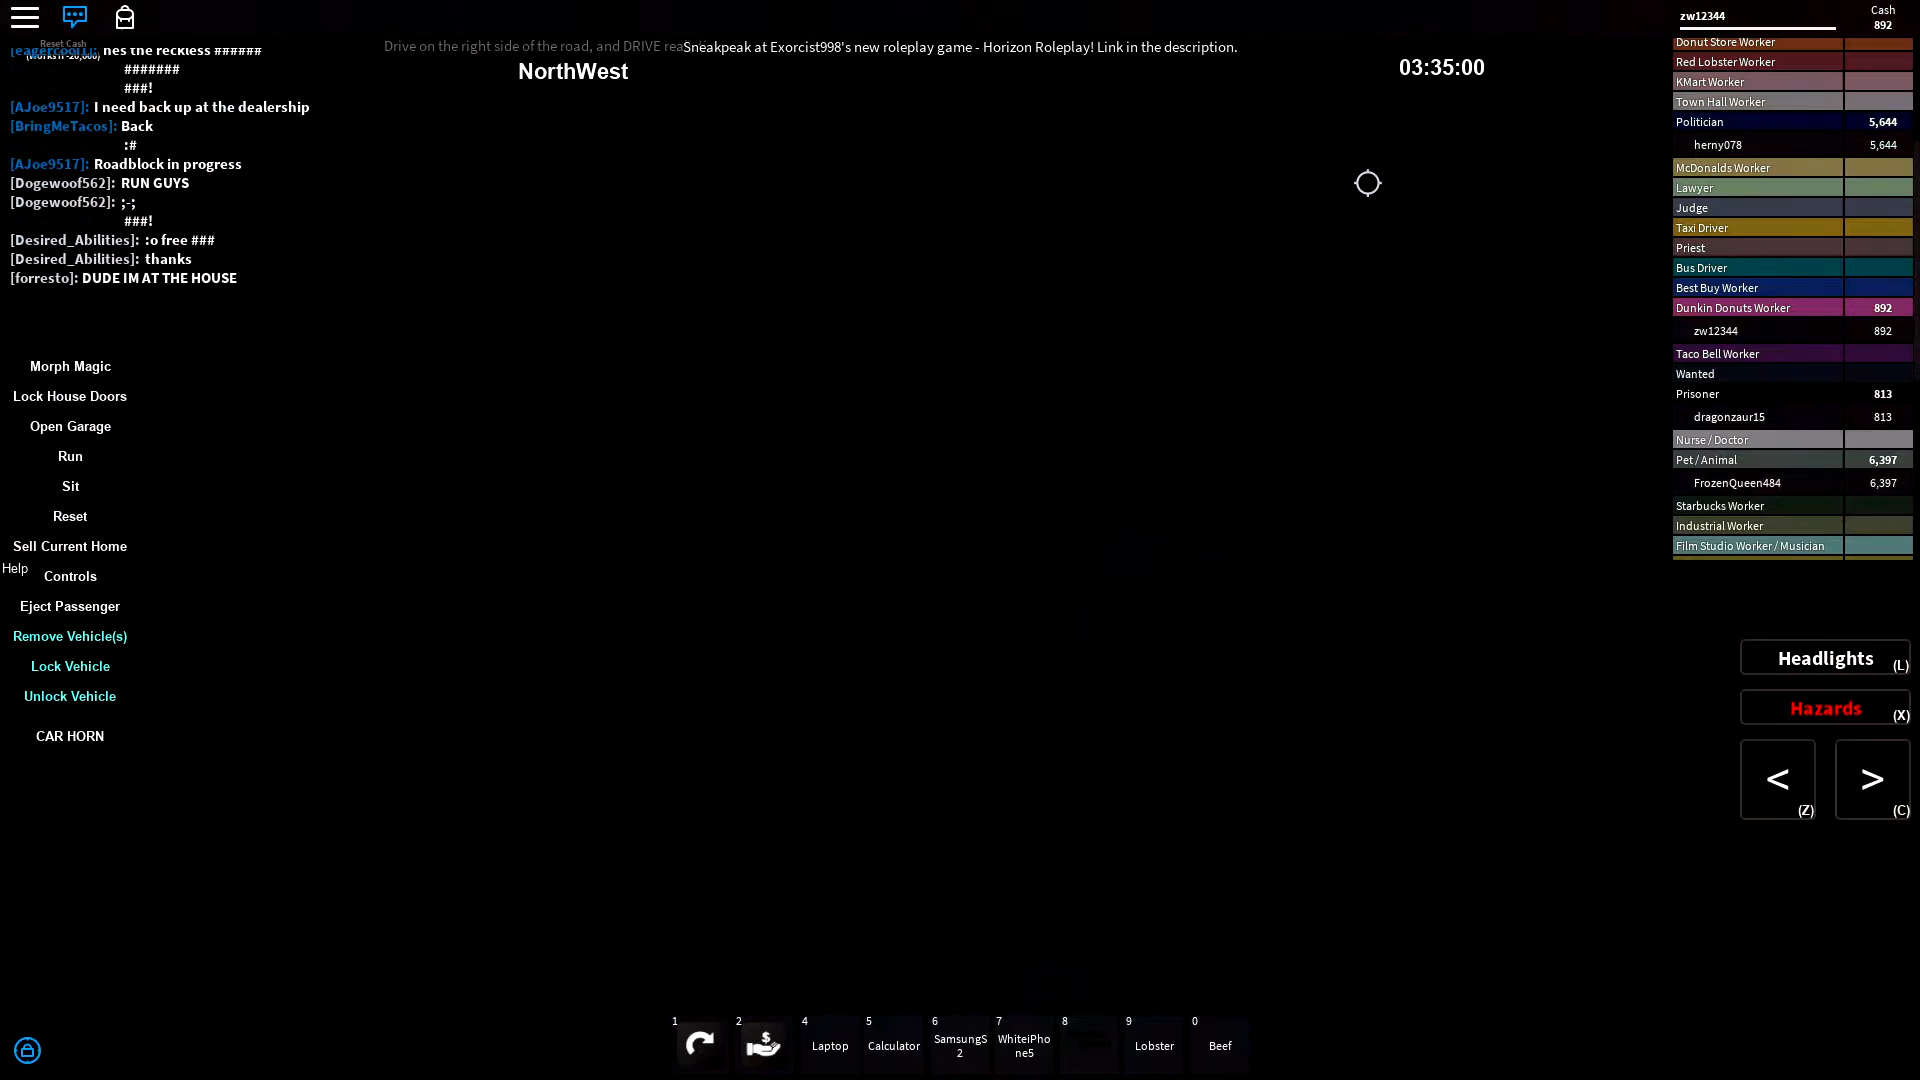 Reset Cash
[eagercool1]: hes the reckless ######
#######
###!
[AJoe9517]: I need back up at the dealership
[BringMeTacos]: Back
:#
[AJoe9517]: Roadblock in progress
[Dogewoof562]: RUN GUYS
[Dogewoof562]: ;-;
###!
[Desired_Abilities]: :o free ###
[Desired_Abilities]: thanks
[forresto]: DUDE IM AT THE HOUSE
Drive on the right side of the road, and DRIVE
Sneakpeak at Exorcist998's new roleplay game - Horizon Roleplay! Link in the description.
NorthWest
03:35:00
Morph Magic
Lock House Doors
Open Garage
Run
Sit
Reset
Sell Current Home
Help
Controls
Eject Passenger
Remove Vehicle(s)
Lock Vehicle
Unlock Vehicle
CAR HORN
zw12344 Cash 892
Donut Store Worker
Red Lobster Worker
KMart Worker
Town Hall Worker
Politician 5,644
herny078 5,644
McDonalds Worker
Lawyer
Judge
Taxi Driver
Priest
Bus Driver
Best Buy Worker
Dunkin Donuts Worker 892
zw12344 892
Taco Bell Worker
Wanted
Prisoner 813
dragonzaur15 813
Nurse / Doctor
Pet / Animal 6,397
FrozenQueen484 6,397
Starbucks Worker
Industrial Worker
Film Studio Worker / Musician
Headlights (L)
Hazards (X)
< (Z)
> (C)
1
2
4 Laptop
5 Calculator
6 SamsungS
2
7 WhiteiPho
ne5
8
9 Lobster
0 Beef